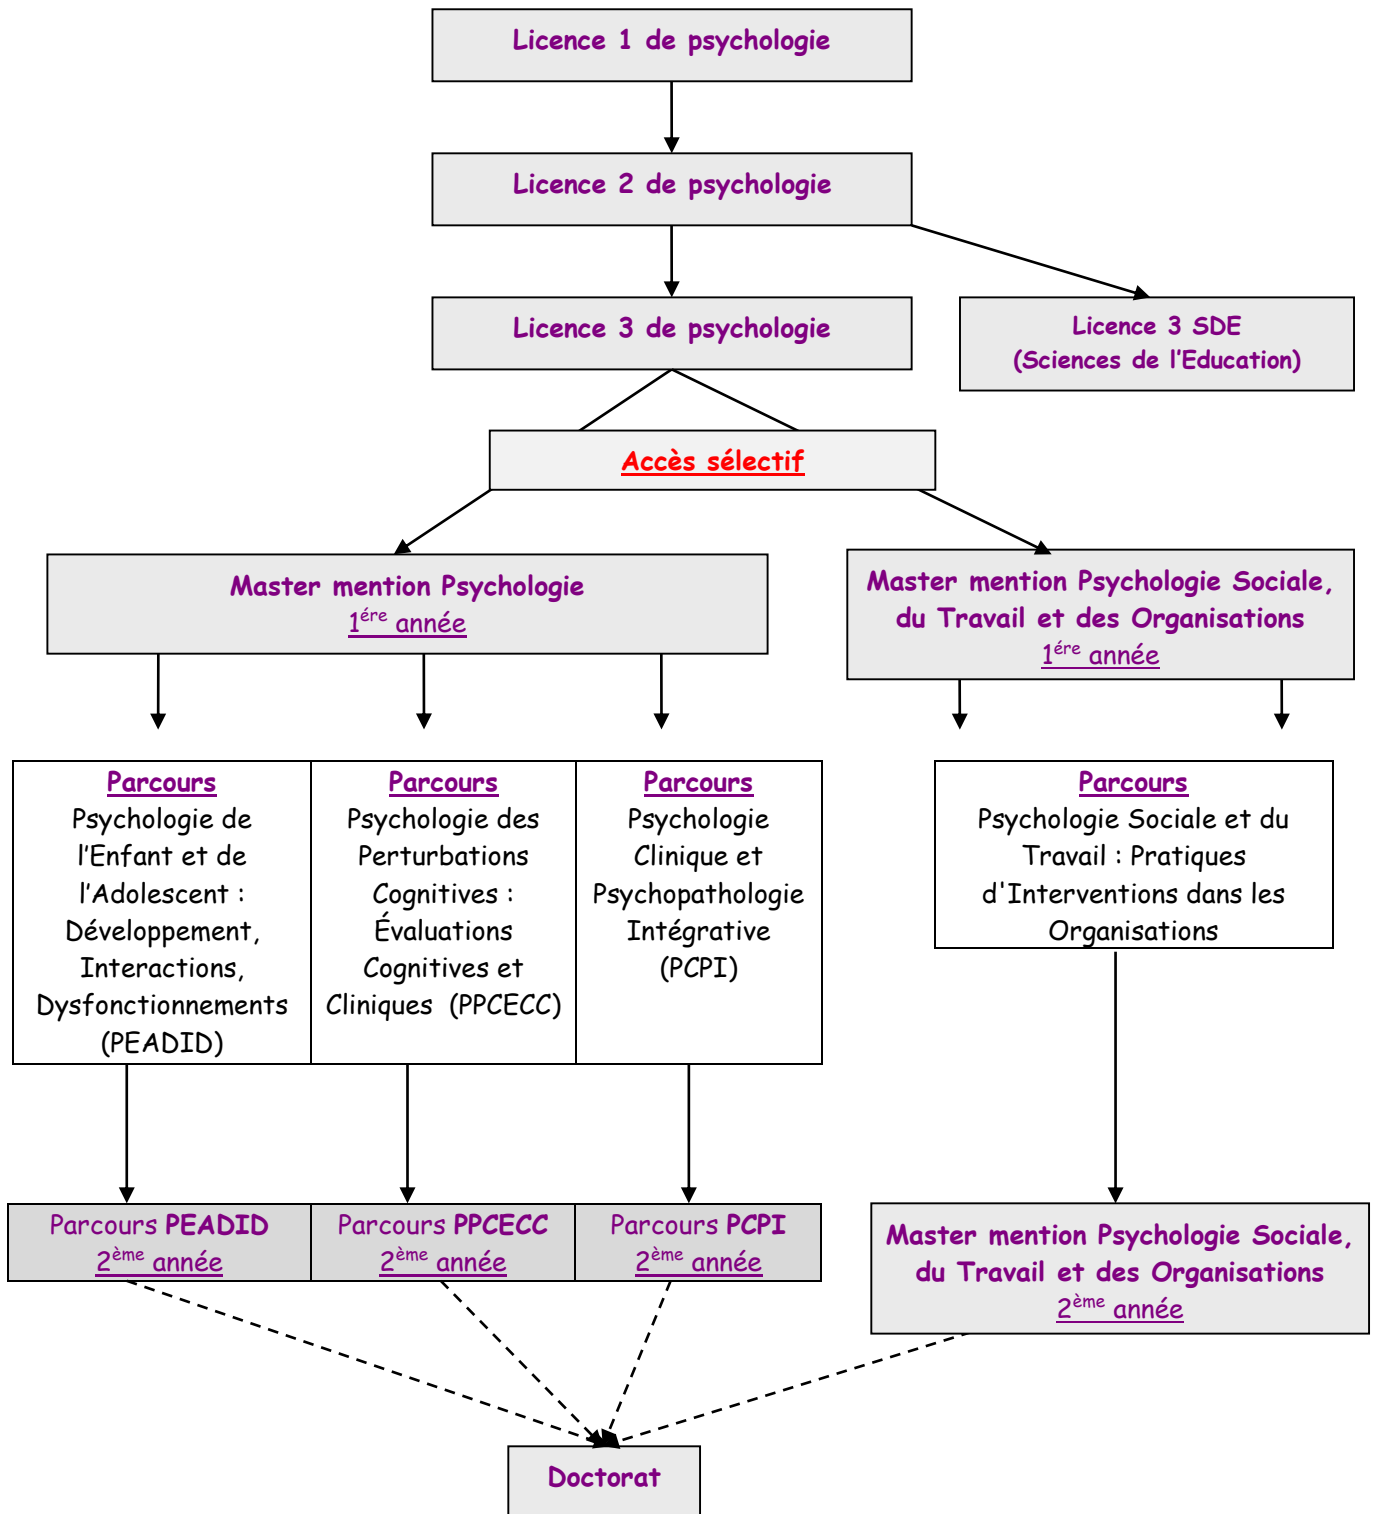 Licence 1 de psychologie
Licence 2 de psychologie
Licence 3 de psychologie
Licence 3 SDE
(Sciences de l'Education)
Accès sélectif
Master mention Psychologie
1ére année
Master mention Psychologie Sociale,
du Travail et des Organisations
1ére année
Parcours
Psychologie de
l'Enfant et de
l'Adolescent :
Développement,
Interactions,
Dysfonctionnements
(PEADID)
Parcours
Psychologie des
Perturbations
Cognitives :
Évaluations
Cognitives et
Cliniques (PPCECC)
Parcours
Psychologie
Clinique et
Psychopathologie
Intégrative
(PCPI)
Parcours
Psychologie Sociale et du
Travail : Pratiques
d'Interventions dans les
Organisations
Parcours PEADID
2ème année
Parcours PPCECC
2ème année
Parcours PCPI
2ème année
Master mention Psychologie Sociale,
du Travail et des Organisations
2ème année
Doctorat